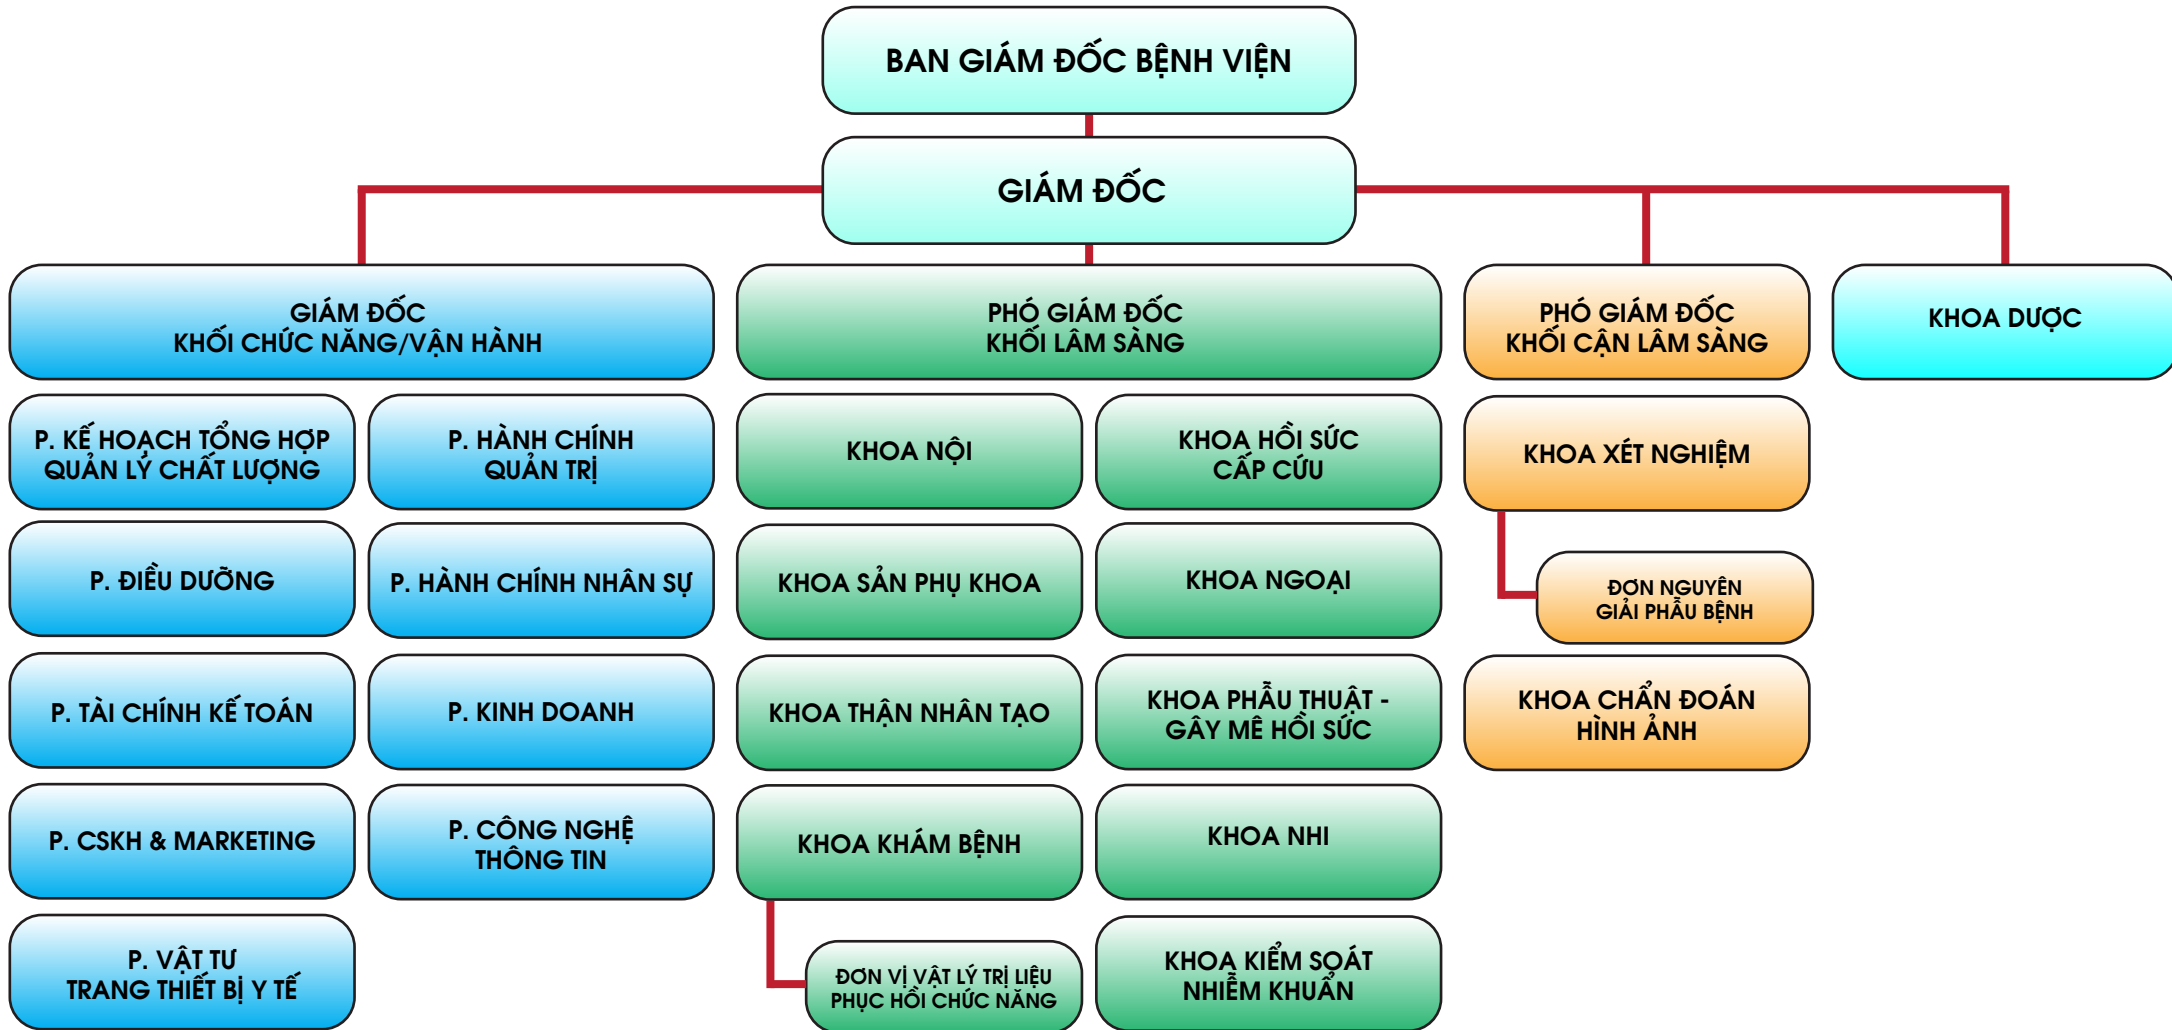 BAN GIÁM ĐỐC BỆNH VIỆN
GIÁM ĐỐC
GIÁM ĐỐC
KHỐI CHỨC NĂNG/VẬN HÀNH
PHÓ GIÁM ĐỐC
KHỐI LÂM SÀNG
PHÓ GIÁM ĐỐC
KHỐI CẬN LÂM SÀNG
KHOA DƯỢC
P. KẾ HOẠCH TỔNG HỢP
QUẢN LÝ CHẤT LƯỢNG
P. HÀNH CHÍNH
QUẢN TRỊ
KHOA NỘI
KHOA HỒI SỨC
CẤP CỨU
KHOA XÉT NGHIỆM
P. ĐIỀU DƯỠNG
P. HÀNH CHÍNH NHÂN SỰ
KHOA SẢN PHỤ KHOA
KHOA NGOẠI
ĐƠN NGUYÊN
GIẢI PHẪU BỆNH
P. TÀI CHÍNH KẾ TOÁN
P. KINH DOANH
KHOA THẬN NHÂN TẠO
KHOA PHẪU THUẬT -
GÂY MÊ HỒI SỨC
KHOA CHẨN ĐOÁN
HÌNH ẢNH
P. CSKH & MARKETING
P. CÔNG NGHỆ
THÔNG TIN
KHOA KHÁM BỆNH
KHOA NHI
P. VẬT TƯ
TRANG THIẾT BỊ Y TẾ
ĐƠN VỊ VẬT LÝ TRỊ LIỆU
PHỤC HỒI CHỨC NĂNG
KHOA KIỂM SOÁT
NHIỄM KHUẨN